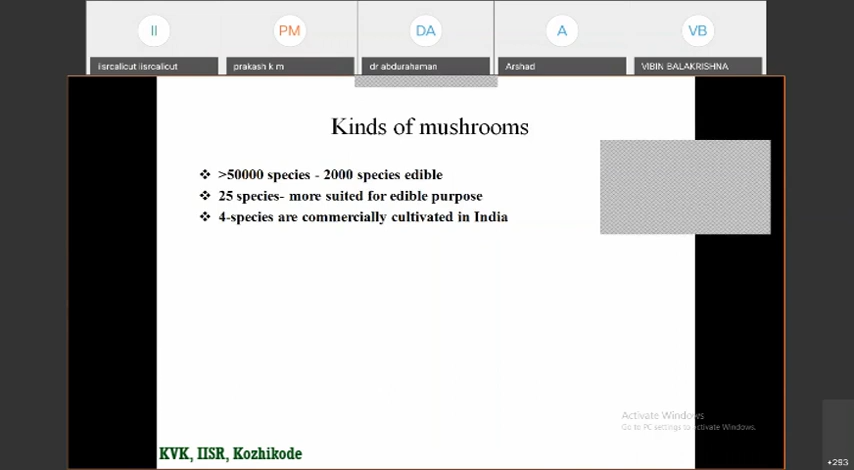 II
PM
DA
A
VB
iisrcalicut iisrcalicut
prakash k m
dr abdurahaman
Arshad
VIBIN BALAKRISHNA
Kinds of mushrooms
❖ >50000 species - 2000 species edible
❖ 25 species- more suited for edible purpose
❖ 4-species are commercially cultivated in India
Activate Windows
Go to PC settings to activate Windows.
KVK, IISR, Kozhikode
+293